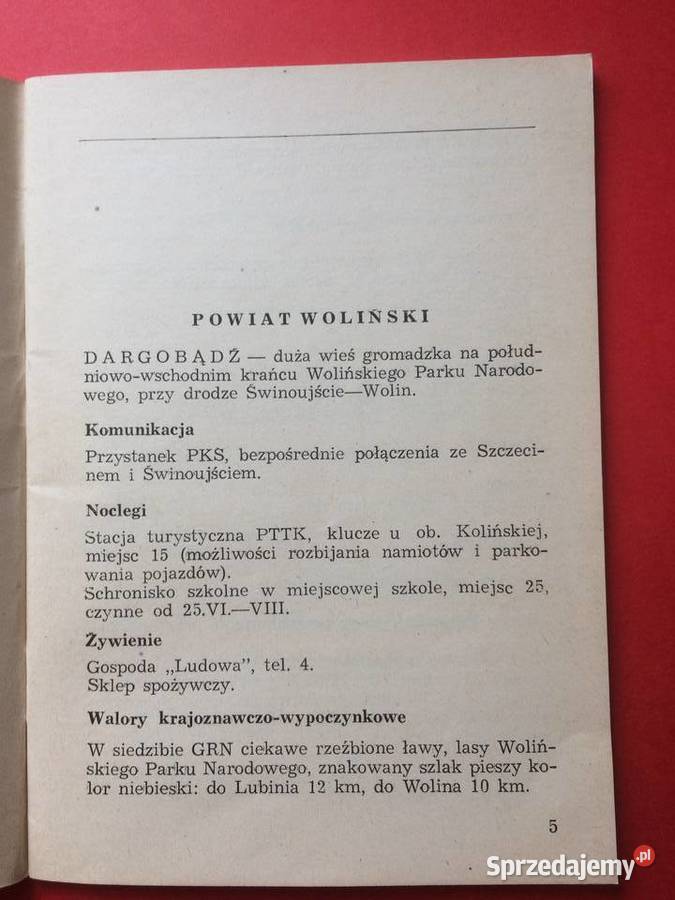 POWIAT WOLIŃSKI
DARGOBĄDŹ — duża wieś gromadzka na połud-
niowo-wschodnim krańcu Wolińskiego Parku Narodo-
wego, przy drodze Świnoujście—Wolin.
Komunikacja
Przystanek PKS, bezpośrednie połączenia ze Szczeci-
nem i Świnoujściem.
Noclegi
Stacja turystyczna PTTK, klucze u ob. Kolińskiej,
miejsc 15 (możliwości rozbijania namiotów i parko-
wania pojazdów).
Schronisko szkolne w miejscowej szkole, miejsc 25,
czynne od 25.VI.—VIII.
Żywienie
Gospoda „Ludowa”, tel. 4.
Sklep spożywczy.
Walory krajoznawczo-wypoczynkowe
W siedzibie GRN ciekawe rzeźbione ławy, lasy Woliń-
skiego Parku Narodowego, znakowany szlak pieszy ko-
lor niebieski: do Lubinia 12 km, do Wolina 10 km.
5
Sprzedajemy.pl